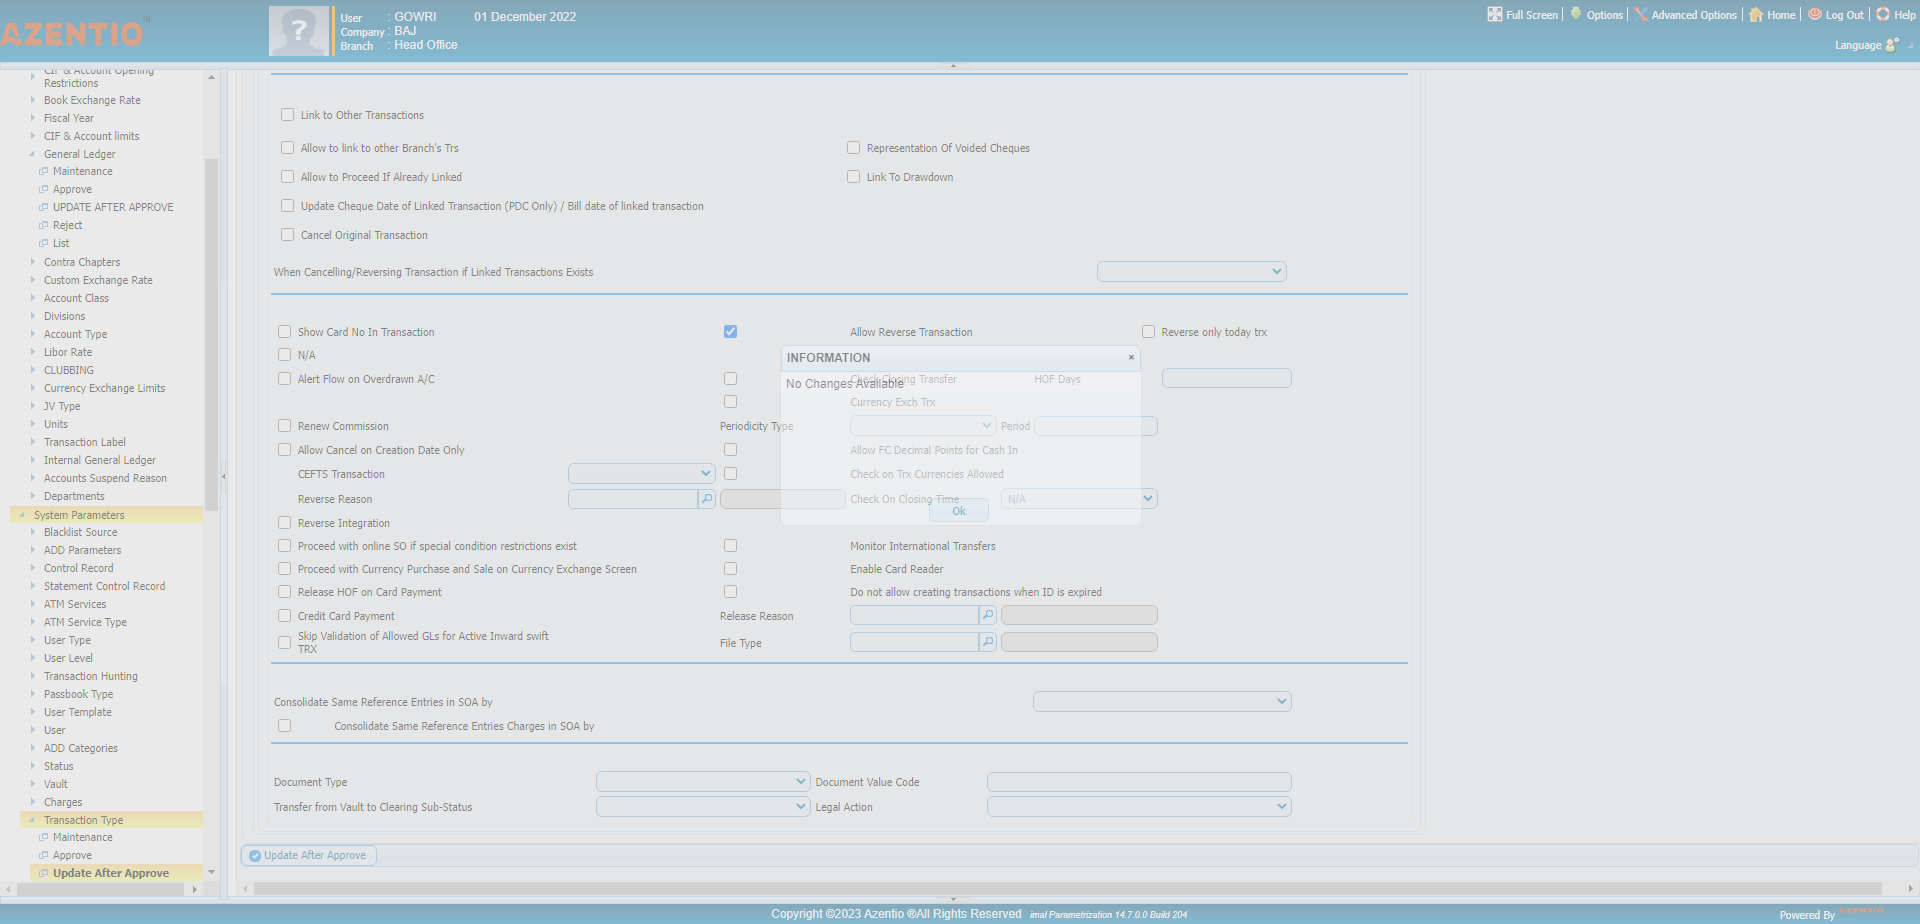 AZENTIO
User : GOWRI 01 December 2022
Company : BAJ
Branch : Head Office
Full Screen Options Advanced Options Home Log Out Help
Language
CIF & Account Opening
Restrictions
Book Exchange Rate
Fiscal Year
CIF & Account limits
General Ledger
Maintenance
Approve
UPDATE AFTER APPROVE
Reject
List
Contra Chapters
Custom Exchange Rate
Account Class
Divisions
Account Type
Libor Rate
CLUBBING
Currency Exchange Limits
JV Type
Units
Transaction Label
Internal General Ledger
Accounts Suspend Reason
Departments
System Parameters
Blacklist Source
ADD Parameters
Control Record
Statement Control Record
ATM Services
ATM Service Type
User Type
User Level
Transaction Hunting
Passbook Type
User Template
User
ADD Categories
Status
Vault
Charges
Transaction Type
Maintenance
Approve
Update After Approve
Link to Other Transactions
Allow to link to other Branch's Trs Representation Of Voided Cheques
Allow to Proceed If Already Linked Link To Drawdown
Update Cheque Date of Linked Transaction (PDC Only) / Bill date of linked transaction
Cancel Original Transaction
When Cancelling/Reversing Transaction if Linked Transactions Exists
Show Card No In Transaction Allow Reverse Transaction Reverse only today trx
N/A
Alert Flow on Overdrawn A/C Check Closing Transfer HOF Days
Currency Exch Trx
Renew Commission Periodicity Type Period
Allow Cancel on Creation Date Only Allow FC Decimal Points for Cash In
CEFTS Transaction Check on Trx Currencies Allowed
Reverse Reason Check On Closing Time N/A
Reverse Integration
Proceed with online SO if special condition restrictions exist Monitor International Transfers
Proceed with Currency Purchase and Sale on Currency Exchange Screen Enable Card Reader
Release HOF on Card Payment Do not allow creating transactions when ID is expired
Credit Card Payment Release Reason
Skip Validation of Allowed GLs for Active Inward swift
TRX File Type
INFORMATION ×
No Changes Available
Ok
Consolidate Same Reference Entries in SOA by
Consolidate Same Reference Entries Charges in SOA by
Document Type Document Value Code
Transfer from Vault to Clearing Sub-Status Legal Action
Update After Approve
Copyright ©2023 Azentio ®All Rights Reserved imal Parametrization 14.7.0.0 Build 204
Powered By AZENTIO